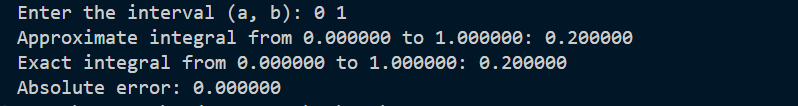 Enter the interval (a, b): 0 1
Approximate integral from 0.000000 to 1.000000: 0.200000
Exact integral from 0.000000 to 1.000000: 0.200000
Absolute error: 0.000000